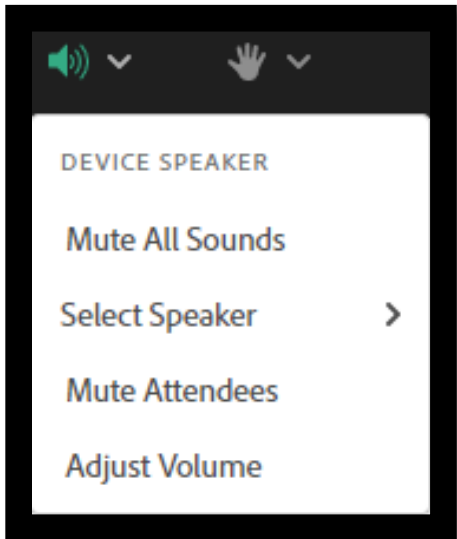 DEVICE SPEAKER
Mute All Sounds
Select Speaker
Mute Attendees
Adjust Volume